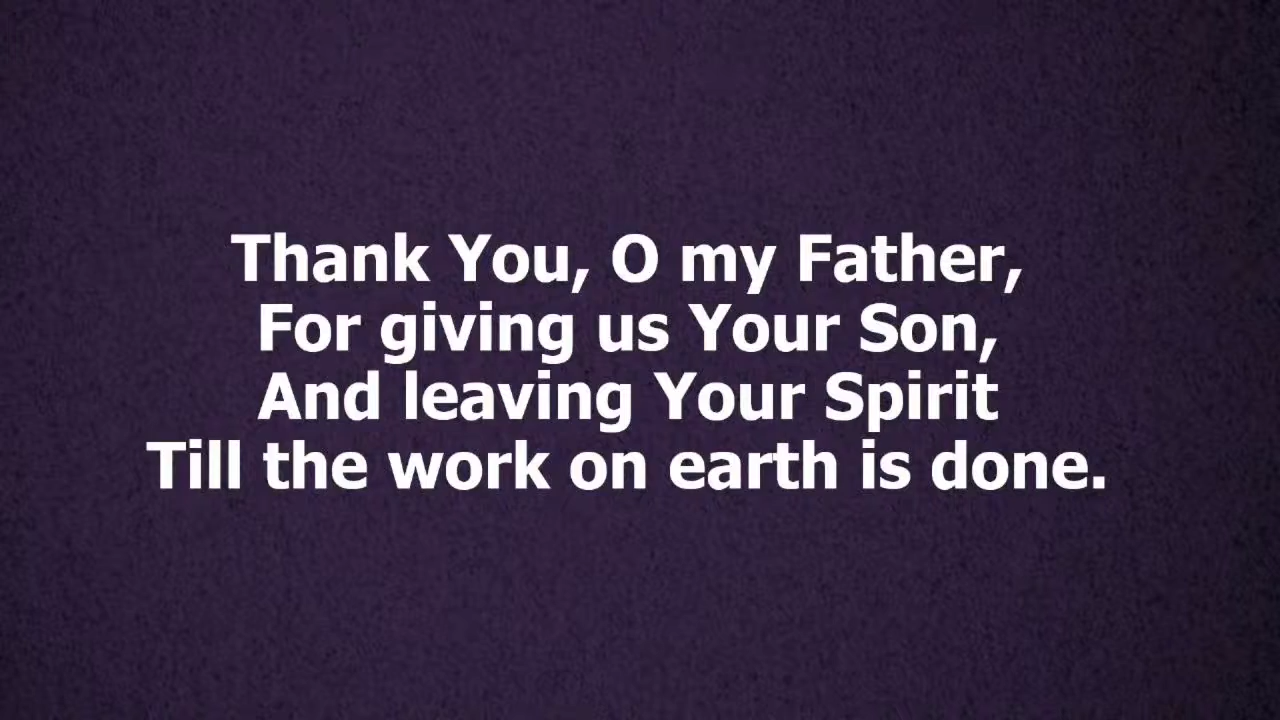 Thank You, O my Father,
For giving us Your Son,
And leaving Your Spirit
Till the work on earth is done.